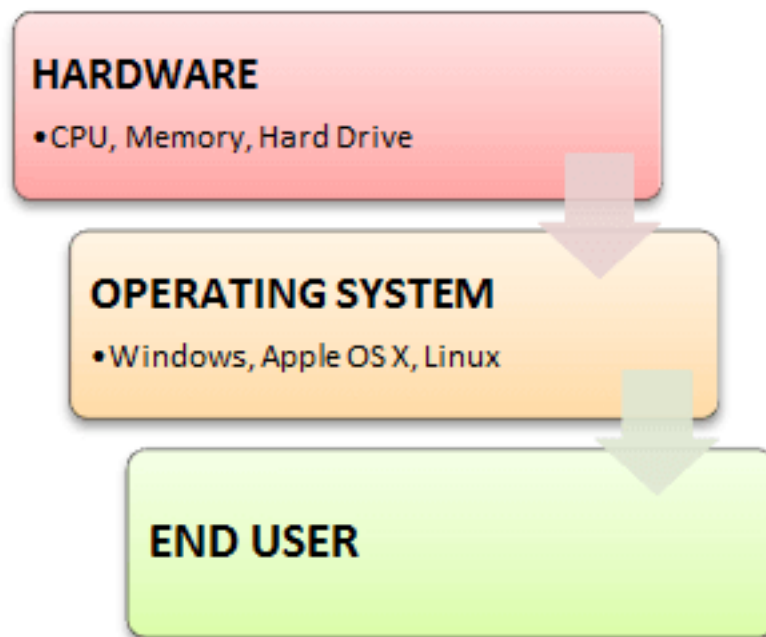 HARDWARE
•CPU, Memory, Hard Drive
OPERATING SYSTEM
•Windows, Apple OS X, Linux
END USER